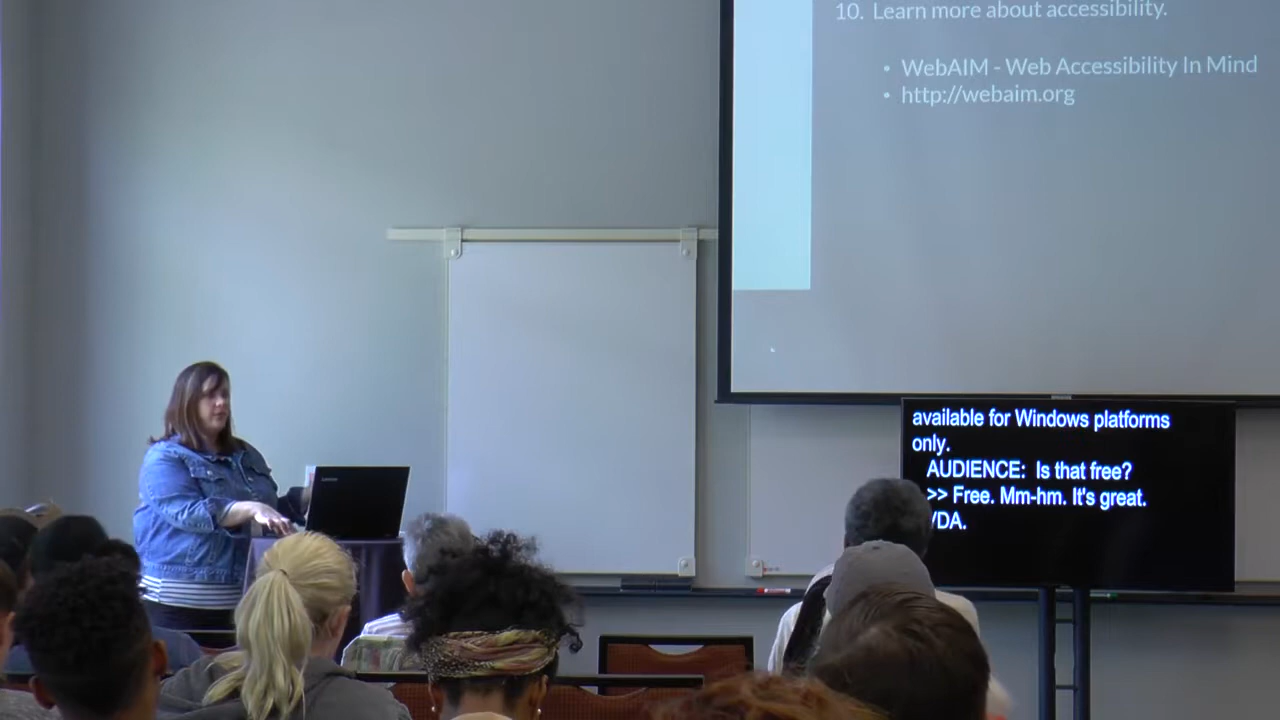 10. Learn more about accessibility.
• WebAIM - Web Accessibility In Mind
• http://webaim.org
available for Windows platforms
only.
AUDIENCE: Is that free?
>> Free. Mm-hm. It's great.
VDA.
Lenovo